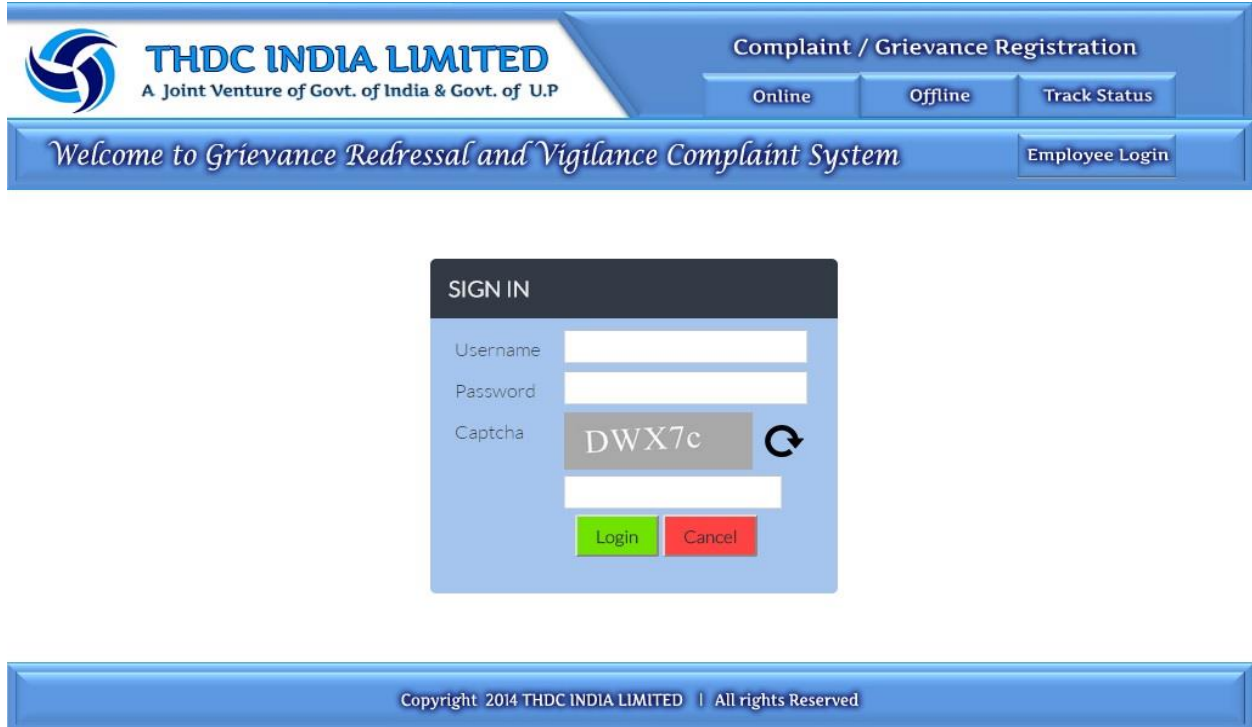 THDC INDIA LIMITED
A Joint Venture of Govt. of India & Govt. of U.P
Complaint / Grievance Registration
Online Offline Track Status
Welcome to Grievance Redressal and Vigilance Complaint System
Employee Login
SIGN IN
Username
Password
Captcha DWX7c
Login Cancel
Copyright 2014 THDC INDIA LIMITED | All rights Reserved